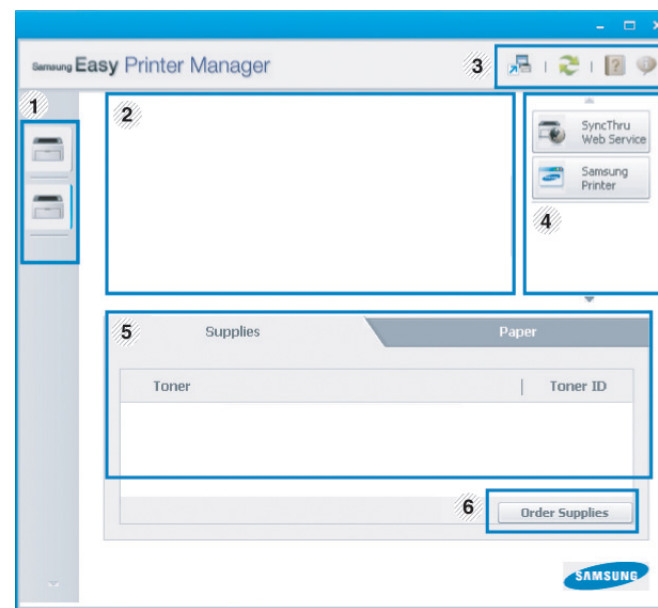 Samsung Easy Printer Manager
3
1
2
SyncThru
Web Service
Samsung
Printer
4
5
Supplies
Paper
Toner
Toner ID
6
Order Supplies
SAMSUNG